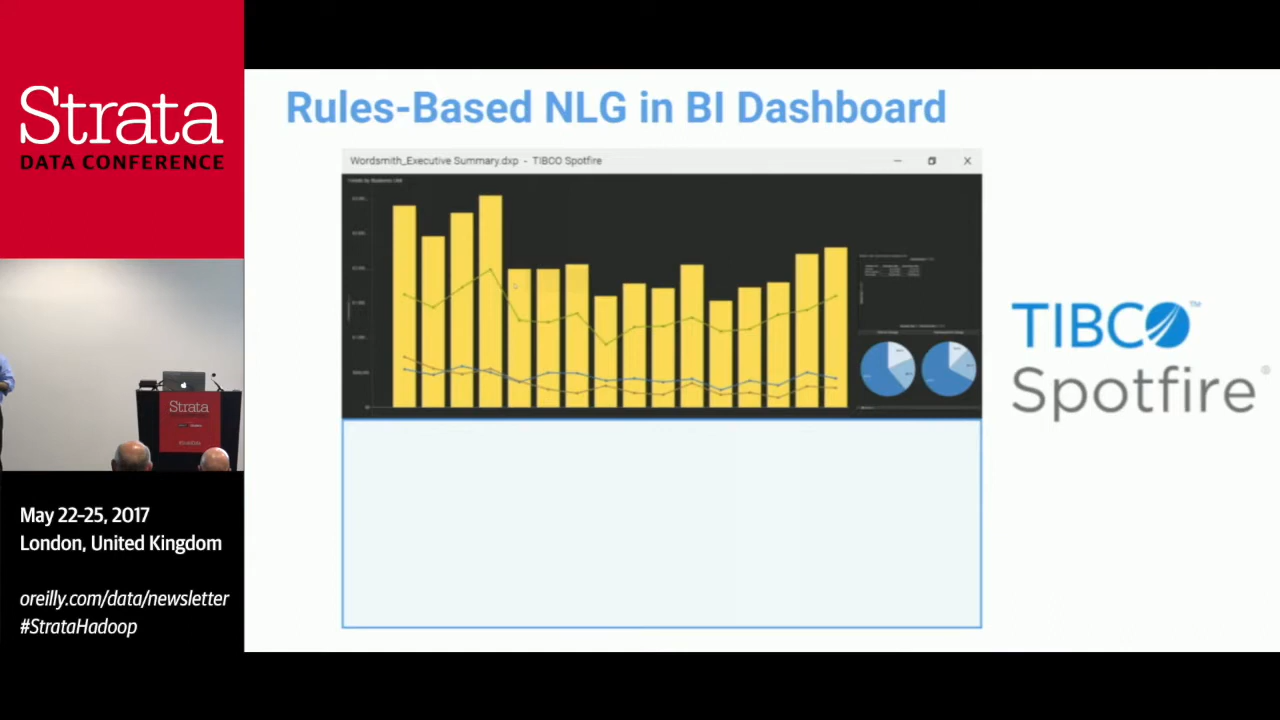 Strata
DATA CONFERENCE
Strata
May 22-25, 2017
London, United Kingdom
oreilly.com/data/newsletter
#StrataHadoop
Rules-Based NLG in BI Dashboard
Wordsmith_Executive Summary.dxp - TIBCO Spotfire
TIBCO™
Spotfire®